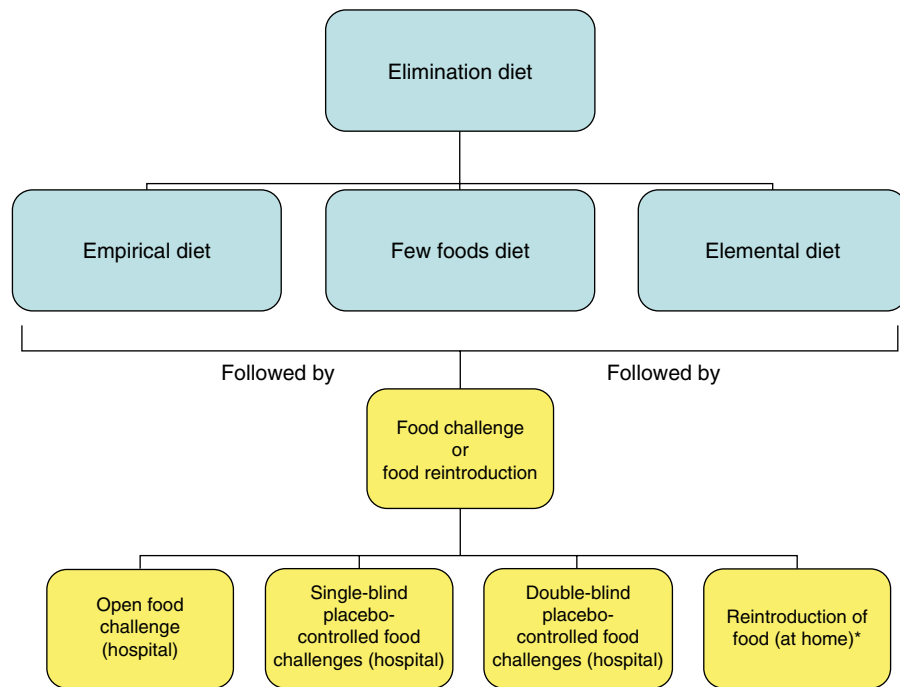 Elimination diet
Empirical diet
Few foods diet
Elemental diet
Followed by
Followed by
Food challenge
or
food reintroduction
Open food
challenge
(hospital)
Single-blind
placebo-
controlled food
challenges (hospital)
Double-blind
placebo-
controlled food
challenges (hospital)
Reintroduction of
food (at home)*